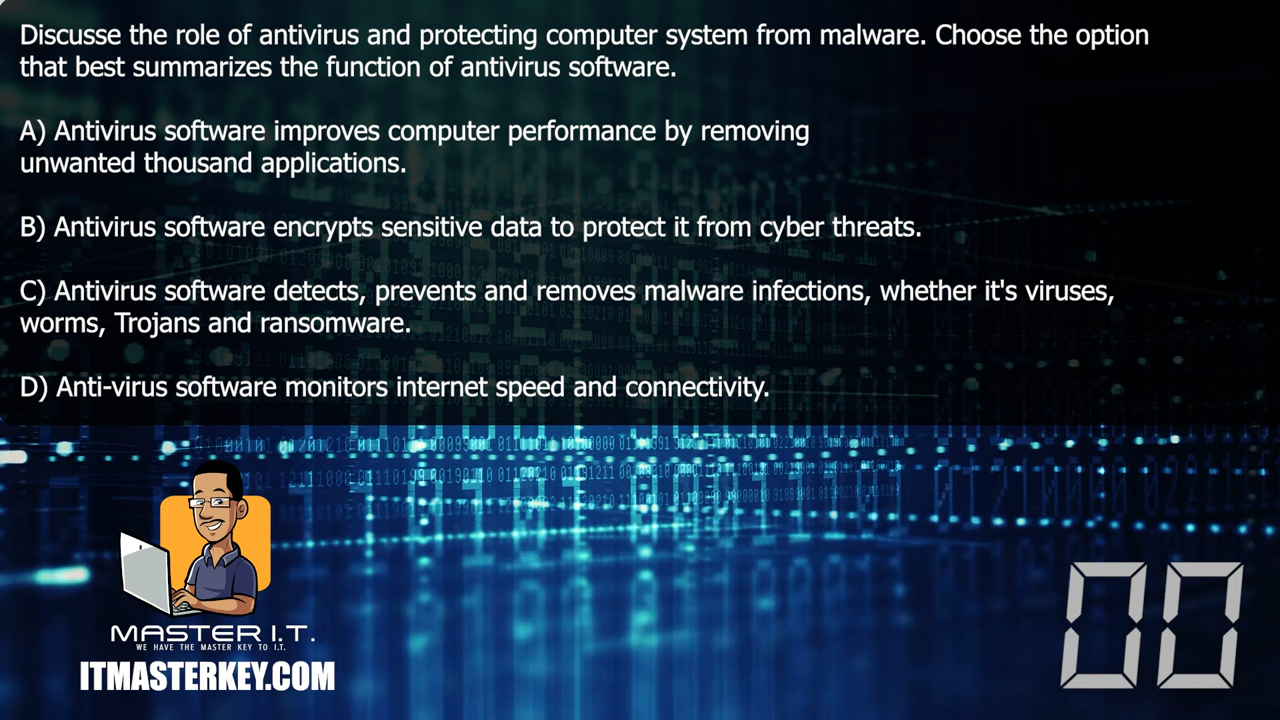 Discusse the role of antivirus and protecting computer system from malware. Choose the option
that best summarizes the function of antivirus software.
A) Antivirus software improves computer performance by removing
unwanted thousand applications.
B) Antivirus software encrypts sensitive data to protect it from cyber threats.
C) Antivirus software detects, prevents and removes malware infections, whether it's viruses,
worms, Trojans and ransomware.
D) Anti-virus software monitors internet speed and connectivity.
MASTER I.T.
WE HAVE THE MASTER KEY TO I.T.
ITMASTERKEY.COM
00